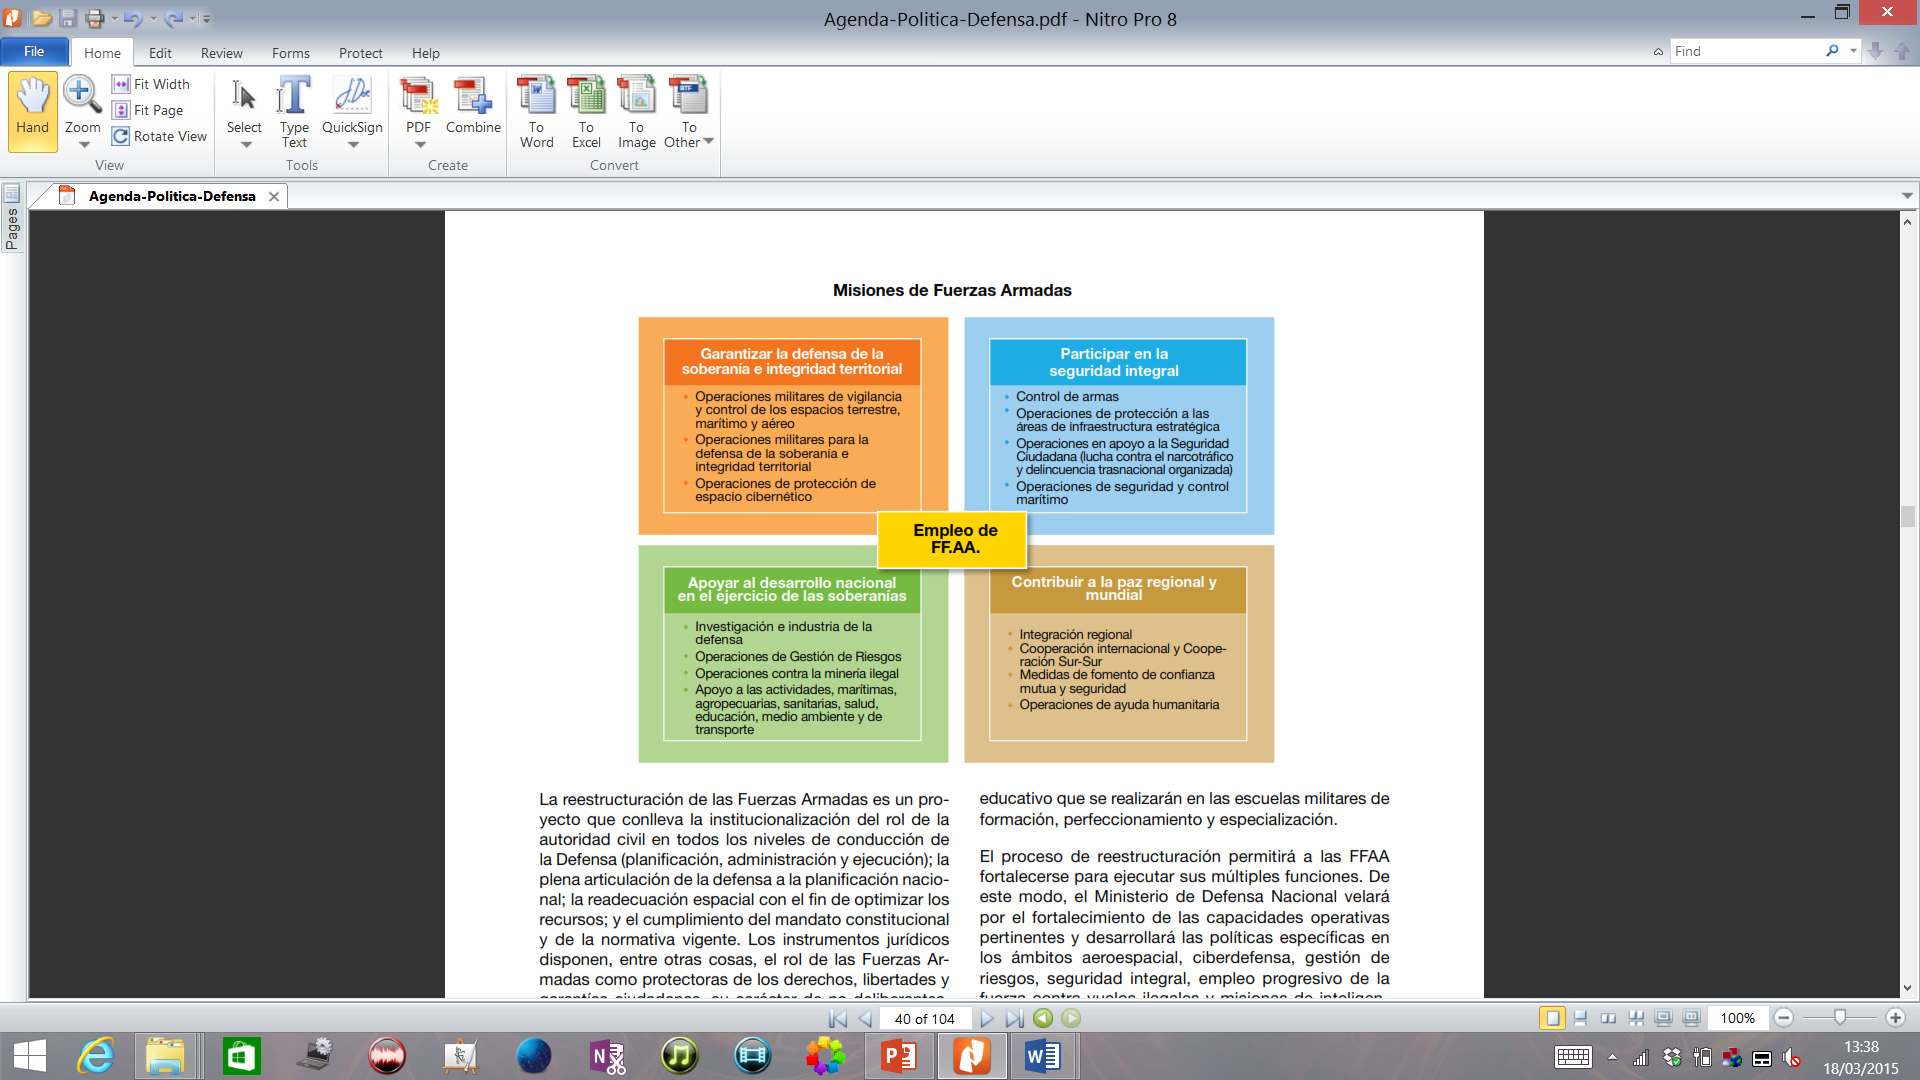 Agenda-Politica-Defensa.pdf - Nitro Pro 8
File
Home
Edit
Review
Forms
Protect
Help
Find
Hand
Zoom
Fit Width
Fit Page
Rotate View
View
Select
Type
Text
QuickSign
Tools
PDF
Combine
Create
To
Word
To
Excel
To
Image
To
Other
Convert
Pages
Agenda-Politica-Defensa
Misiones de Fuerzas Armadas
Garantizar la defensa de la
soberanía e integridad territorial
Operaciones militares de vigilancia
y control de los espacios terrestre,
marítimo y aéreo
Operaciones militares para la
defensa de la soberanía e
integridad territorial
Operaciones de protección de
espacio cibernético
Participar en la
seguridad integral
Control de armas
Operaciones de protección a las
áreas de infraestructura estratégica
Operaciones en apoyo a la Seguridad
Ciudadana (lucha contra el narcotráfico
y delincuencia trasnacional organizada)
Operaciones de seguridad y control
marítimo
Empleo de
FF.AA.
Apoyar al desarrollo nacional
en el éjercicio de las soberanías
Investigación e industria de la
defensa
Operaciones de Gestión de Riesgos
Operaciones contra la minería ilegal
Apoyo a las actividades, marítimas,
agropecuarias, sanitarias, salud,
educación, medio ambiente y de
transporte
Contribuir a la paz regional y
mundial
Integración regional
Cooperación internacional y Coope-
ración Sur-Sur
Medidas de fomento de confianza
mutua y seguridad
Operaciones de ayuda humanitaria
La reestructuración de las Fuerzas Armadas es un pro-
yecto que conlleva la institucionalización del rol de la
autoridad civil en todos los niveles de conducción de
la Defensa (planificación, administración y ejecución); la
plena articulación de la defensa a la planificación nacio-
nal; la readecuación espacial con el fin de optimizar los
recursos; y el cumplimiento del mandato constitucional
y de la normativa vigente. Los instrumentos jurídicos
disponen, entre otras cosas, el rol de las Fuerzas Ar-
madas como protectoras de los derechos, libertades y
educativo que se realizarán en las escuelas militares de
formación, perfeccionamiento y especialización.
El proceso de reestructuración permitirá a las FFAA
fortalecerse para ejecutar sus múltiples funciones. De
este modo, el Ministerio de Defensa Nacional velará
por el fortalecimiento de las capacidades operativas
pertinentes y desarrollará las políticas específicas en
los ámbitos aeroespacial, ciberdefensa, gestión de
riesgos, seguridad integral, empleo progresivo de la
fuerza contra vuelos ilegales y misiones de inteligen-
40 of 104
100%
13:38
18/03/2015